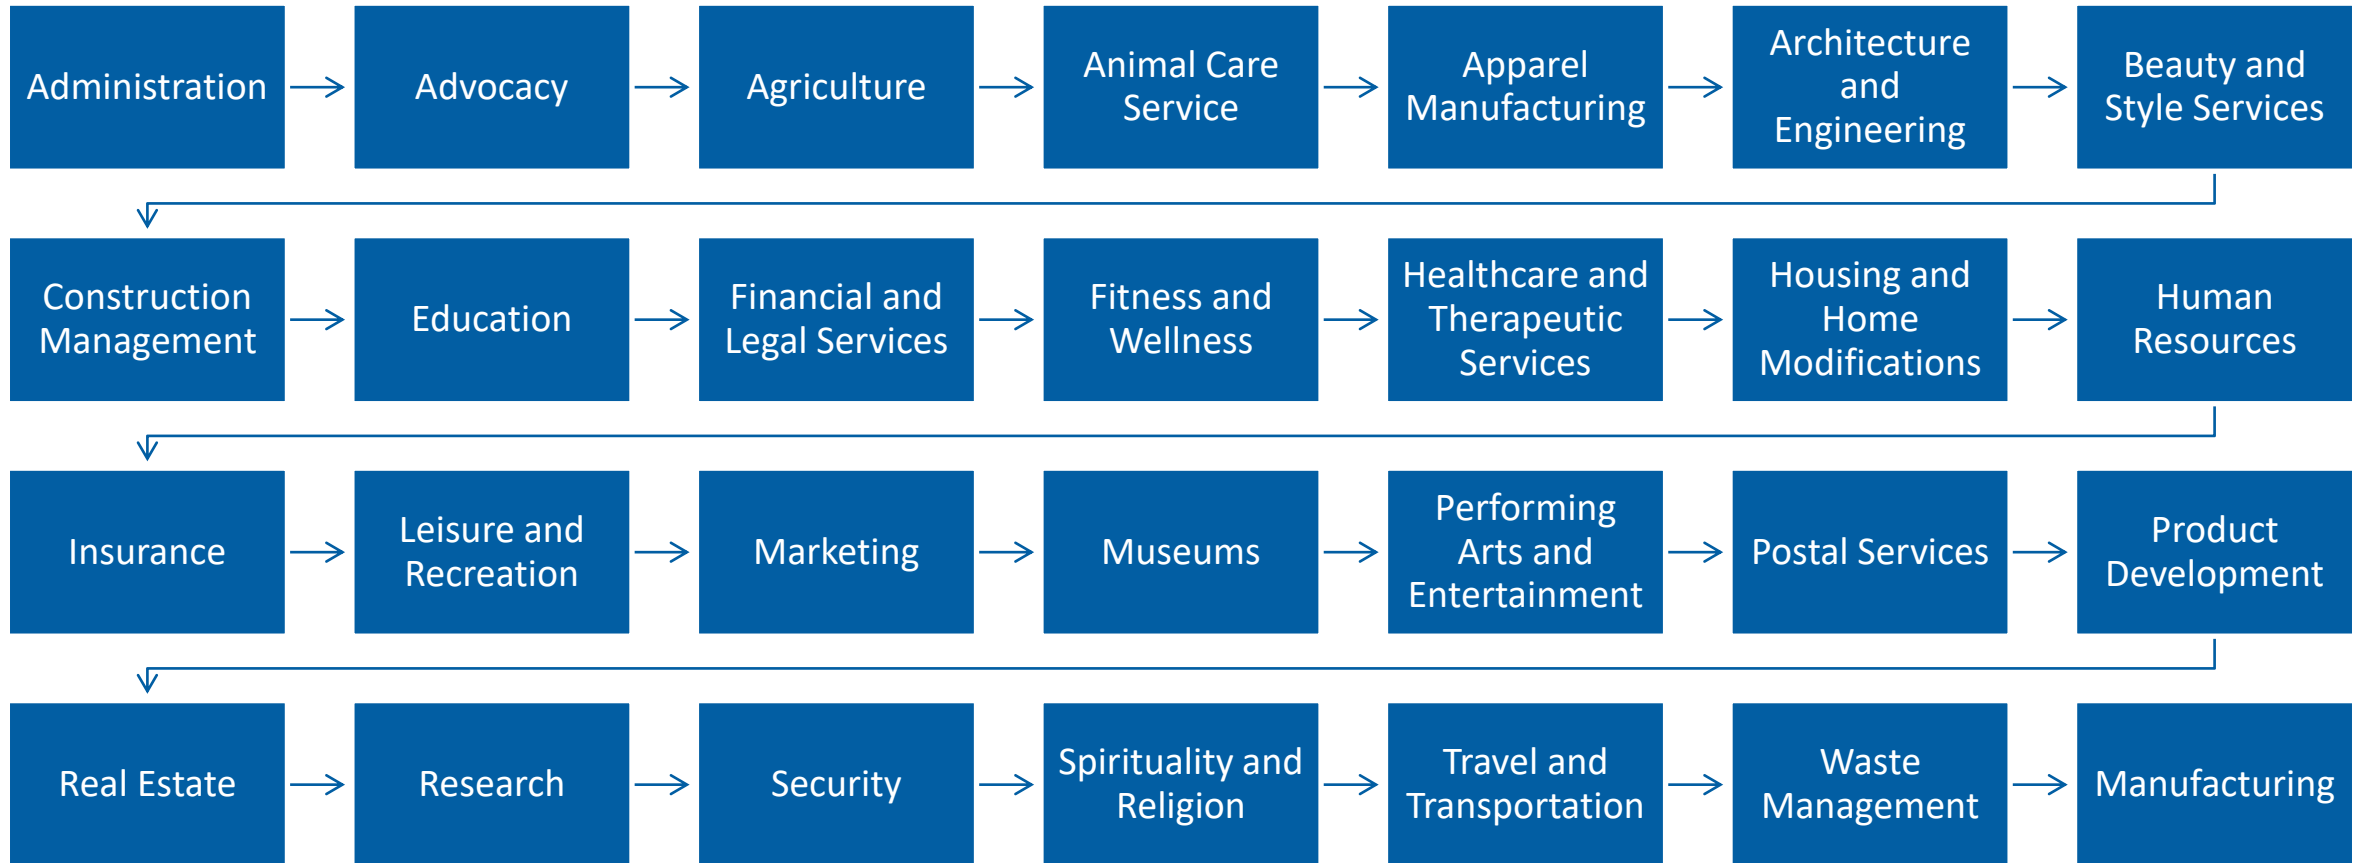 Administration
Advocacy
Agriculture
Animal Care
Service
Apparel
Manufacturing
Architecture
and
Engineering
Beauty and
Style Services
Construction
Management
Education
Financial and
Legal Services
Fitness and
Wellness
Healthcare and
Therapeutic
Services
Housing and
Home
Modifications
Human
Resources
Insurance
Leisure and
Recreation
Marketing
Museums
Performing
Arts and
Entertainment
Postal Services
Product
Development
Real Estate
Research
Security
Spirituality and
Religion
Travel and
Transportation
Waste
Management
Manufacturing